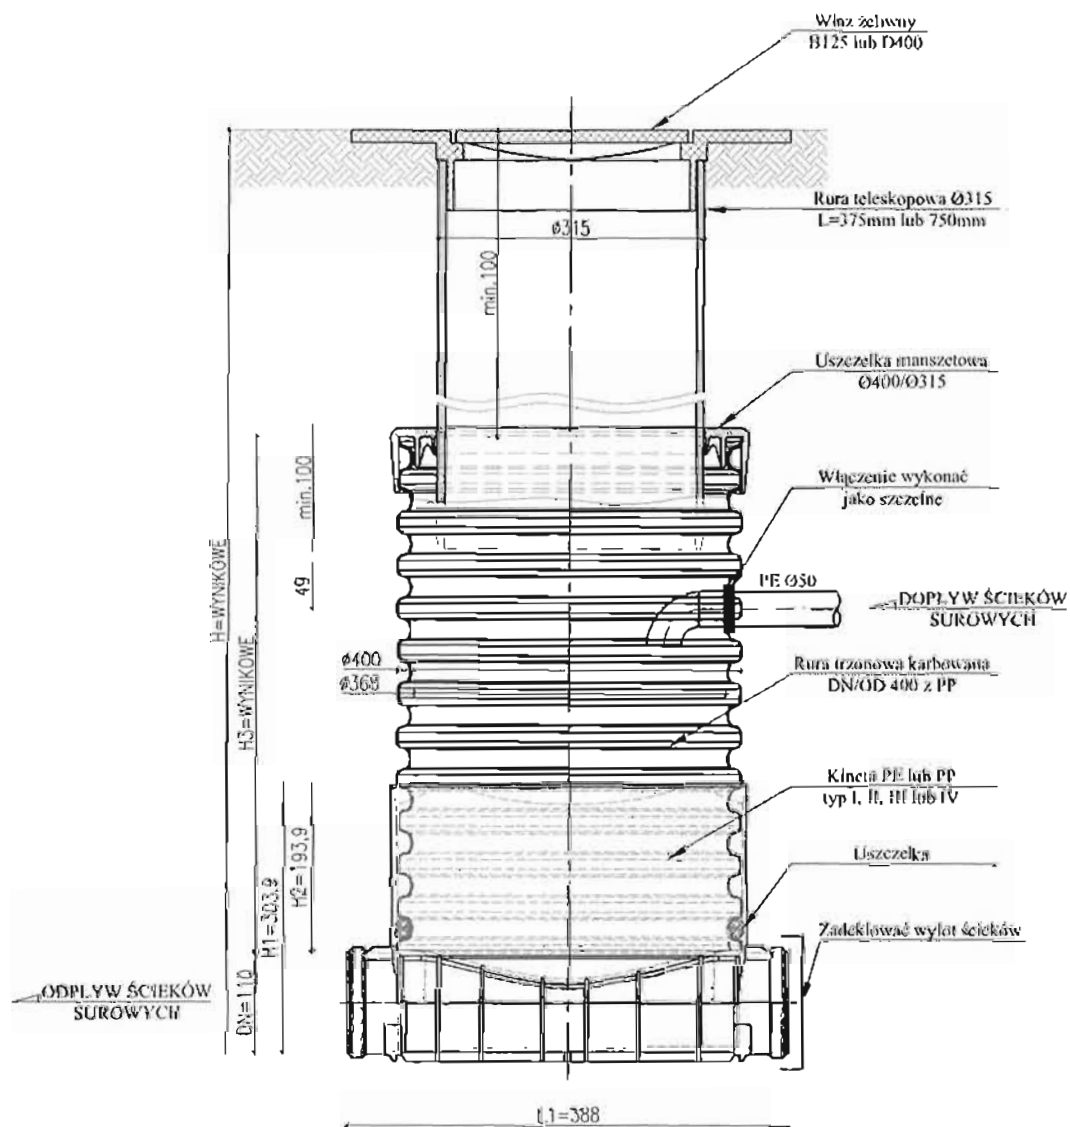 Właz żeliwny
B125 lub D400
Rura teleskopowa Ø315
L=375mm lub 750mm
Ø315
min.100
Uszczelka manszetowa
Ø400/Ø315
min.100
Włączenie wykonać
jako szczelne
49
PE Ø50
DOPŁYW ŚCIEKÓW
SUROWYCH
H=WYNIKOWE
H3=WYNIKOWE
Ø400
Ø368
Rura trzonowa karbowana
DN/OD 400 z PP
Kineta PE lub PP
typ I, II, III lub IV
H2=193,9
H1=303,9
Uszczelka
Zadeklować wylot ścieków
ODPŁYW ŚCIEKÓW
SUROWYCH
DN=110
L1=388